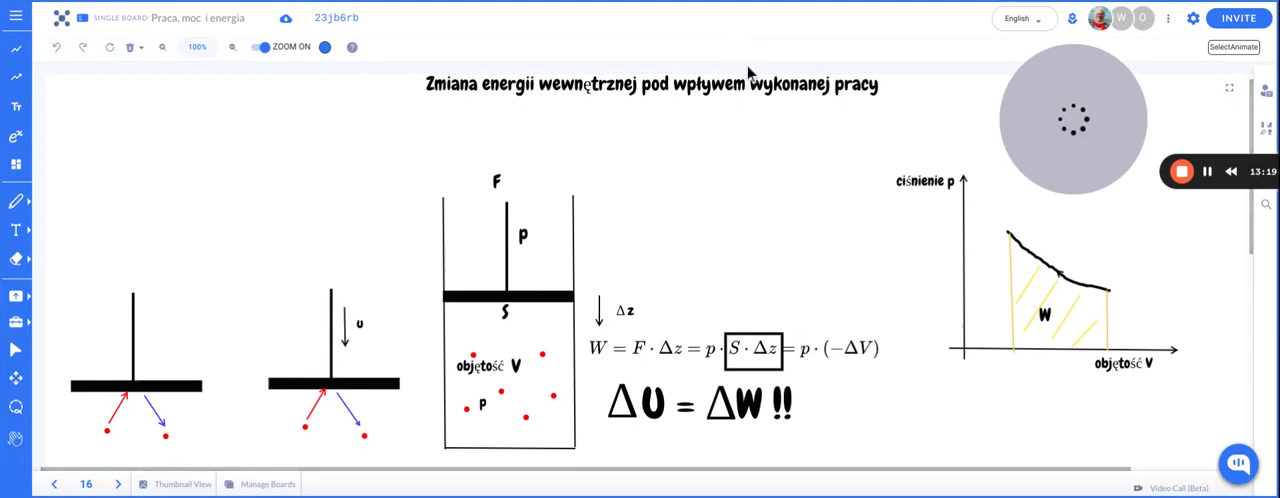 SINGLE BOARD: Praca, moc i energia
23jb6rb
English
W
O
INVITE
100%
ZOOM ON
SelectAnimate
Zmiana energii wewnętrznej pod wpływem wykonanej pracy
13:19
ciśnienie p
F
p
S
Δz
u
W = F · Δz = p · S · Δz = p · (−ΔV)
W
objętość V
objętość V
p
ΔU = ΔW !!
16
Thumbnail View
Manage Boards
Video Call (Beta)